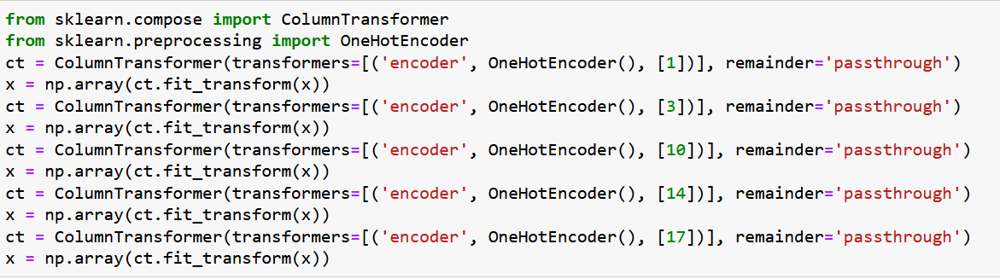 from sklearn.compose import ColumnTransformer
from sklearn.preprocessing import OneHotEncoder
ct = ColumnTransformer(transformers=[('encoder', OneHotEncoder(), [1])], remainder='passthrough')
x = np.array(ct.fit_transform(x))
ct = ColumnTransformer(transformers=[('encoder', OneHotEncoder(), [3])], remainder='passthrough')
x = np.array(ct.fit_transform(x))
ct = ColumnTransformer(transformers=[('encoder', OneHotEncoder(), [10])], remainder='passthrough')
x = np.array(ct.fit_transform(x))
ct = ColumnTransformer(transformers=[('encoder', OneHotEncoder(), [14])], remainder='passthrough')
x = np.array(ct.fit_transform(x))
ct = ColumnTransformer(transformers=[('encoder', OneHotEncoder(), [17])], remainder='passthrough')
x = np.array(ct.fit_transform(x))